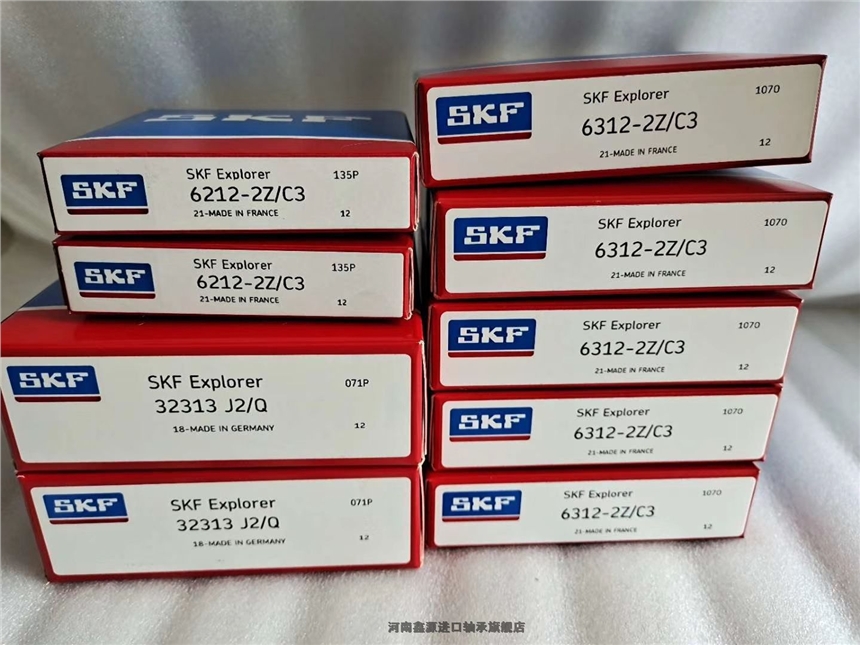 SKF
SKF
SKF Explorer
135P
6212-2Z/C3
21-MADE IN FRANCE
12
SKF
SKF Explorer
135P
6212-2Z/C3
21-MADE IN FRANCE
12
SKF
SKF Explorer
071P
32313 J2/Q
18-MADE IN GERMANY
12
SKF
SKF Explorer
071P
32313 J2/Q
18-MADE IN GERMANY
12
SKF
SKF Explorer
1070
6312-2Z/C3
21-MADE IN FRANCE
12
SKF
SKF Explorer
1070
6312-2Z/C3
21-MADE IN FRANCE
12
SKF
SKF Explorer
1070
6312-2Z/C3
21-MADE IN FRANCE
12
SKF
SKF Explorer
1070
6312-2Z/C3
21-MADE IN FRANCE
12
SKF
SKF Explorer
1070
6312-2Z/C3
21-MADE IN FRANCE
12
河南鑫源进口轴承旗舰店